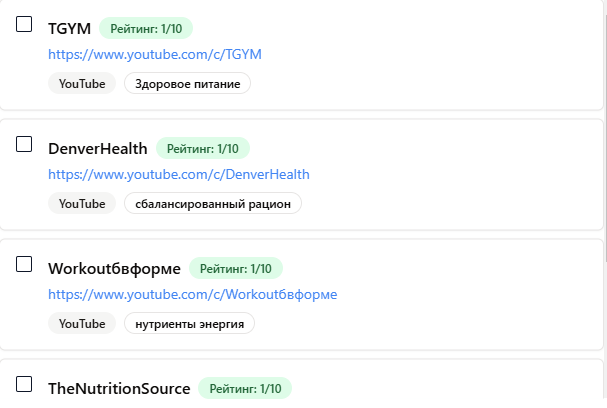 TGYM Рейтинг: 1/10
https://www.youtube.com/c/TGYM
YouTube Здоровое питание
DenverHealth Рейтинг: 1/10
https://www.youtube.com/c/DenverHealth
YouTube сбалансированный рацион
Workoutбвформе Рейтинг: 1/10
https://www.youtube.com/c/Workoutбвформе
YouTube нутриенты энергия
TheNutritionSource Рейтинг: 1/10